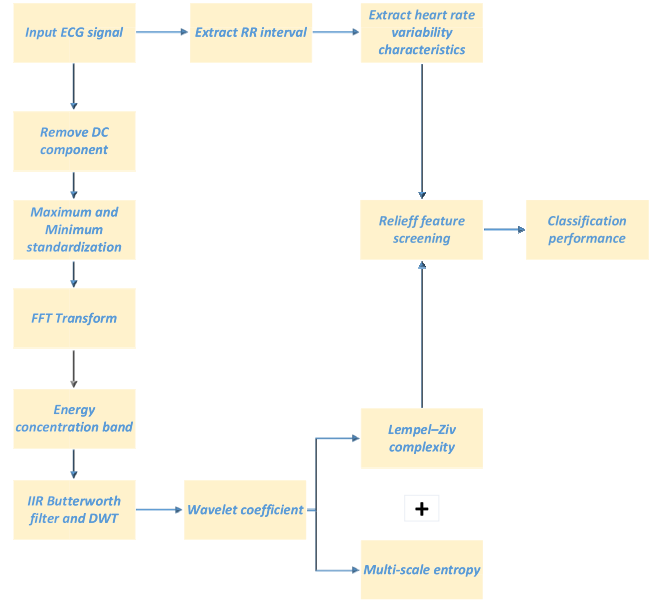 Input ECG signal
Extract RR interval
Extract heart rate
variability
characteristics
Remove DC
component
Maximum and
Minimum
standardization
Relieff feature
screening
Classification
performance
FFT Transform
Energy
concentration band
Lempel–Ziv
complexity
IIR Butterworth
filter and DWT
Wavelet coefficient
+
Multi-scale entropy